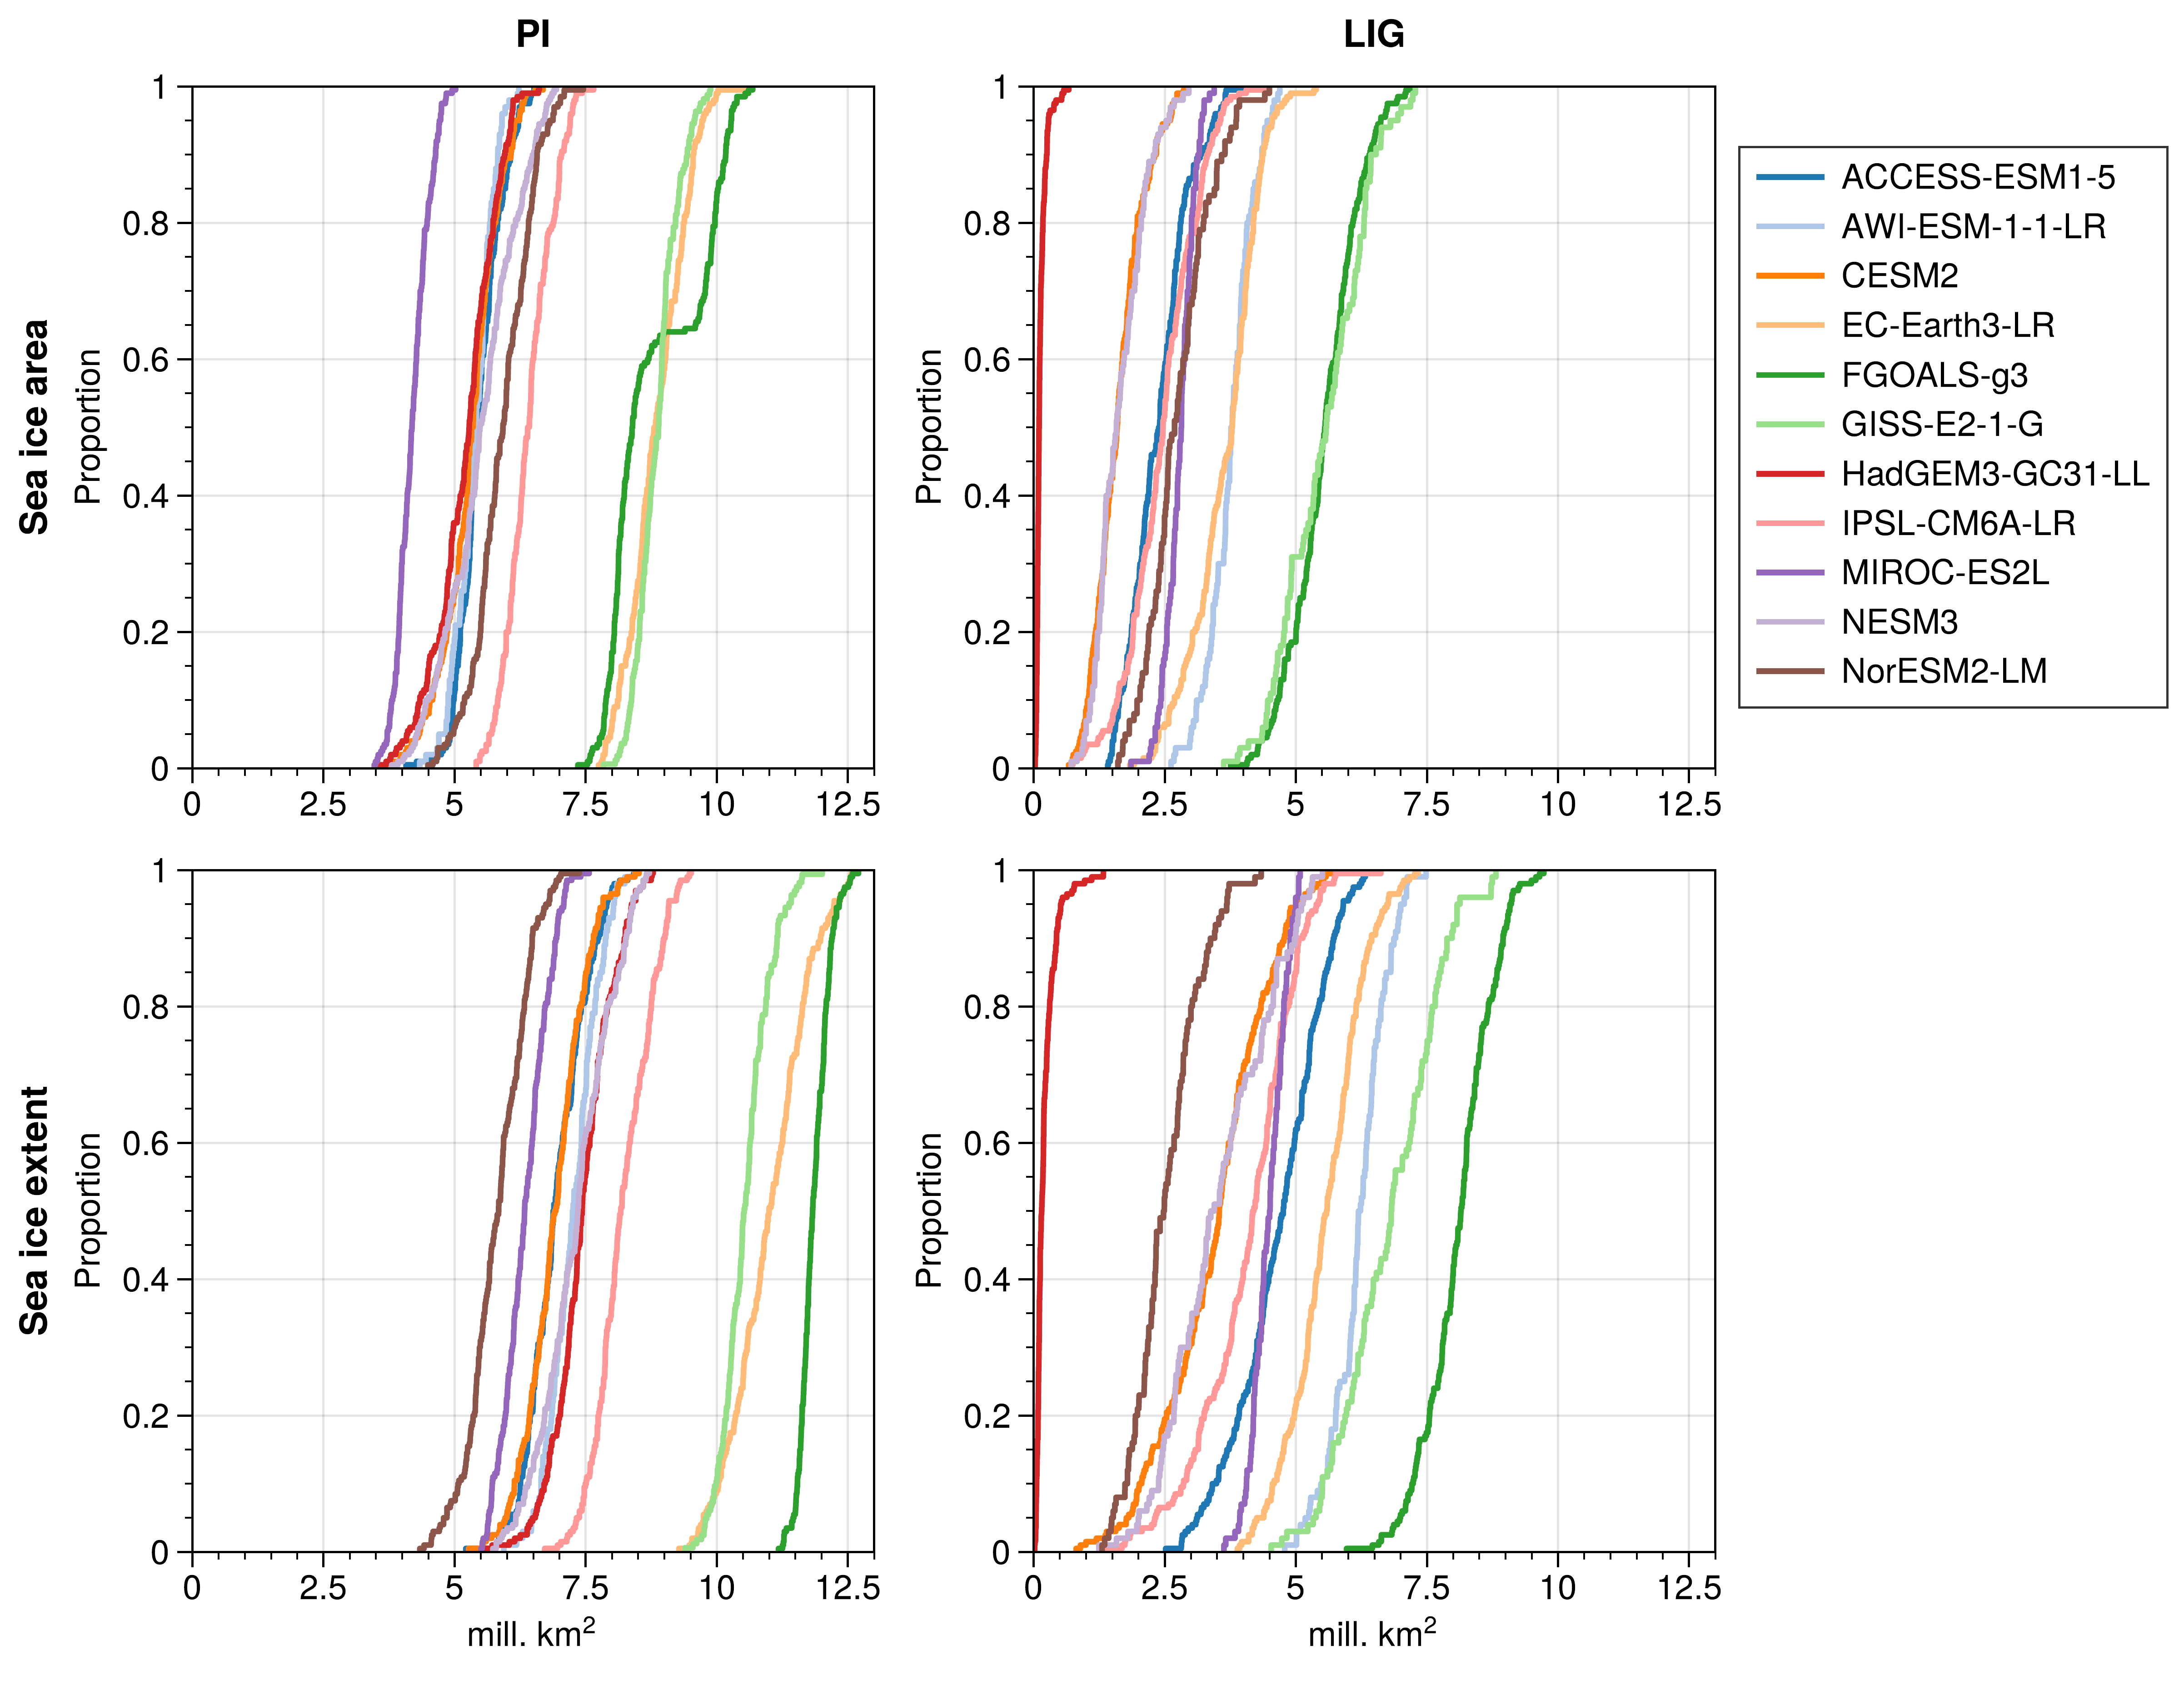 PI
LIG
Sea ice area
Proportion
1
0.8
0.6
0.4
0.2
0
0
2.5
5
7.5
10
12.5
Proportion
1
0.8
0.6
0.4
0.2
0
0
2.5
5
7.5
10
12.5
ACCESS-ESM1-5
AWI-ESM-1-1-LR
CESM2
EC-Earth3-LR
FGOALS-g3
GISS-E2-1-G
HadGEM3-GC31-LL
IPSL-CM6A-LR
MIROC-ES2L
NESM3
NorESM2-LM
Sea ice extent
Proportion
1
0.8
0.6
0.4
0.2
0
0
2.5
5
7.5
10
12.5
mill. km²
Proportion
1
0.8
0.6
0.4
0.2
0
0
2.5
5
7.5
10
12.5
mill. km²